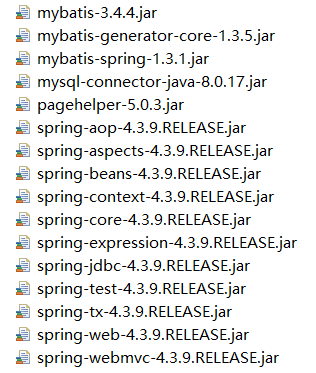 mybatis-3.4.4.jar
mybatis-generator-core-1.3.5.jar
mybatis-spring-1.3.1.jar
mysql-connector-java-8.0.17.jar
pagehelper-5.0.3.jar
spring-aop-4.3.9.RELEASE.jar
spring-aspects-4.3.9.RELEASE.jar
spring-beans-4.3.9.RELEASE.jar
spring-context-4.3.9.RELEASE.jar
spring-core-4.3.9.RELEASE.jar
spring-expression-4.3.9.RELEASE.jar
spring-jdbc-4.3.9.RELEASE.jar
spring-test-4.3.9.RELEASE.jar
spring-tx-4.3.9.RELEASE.jar
spring-web-4.3.9.RELEASE.jar
spring-webmvc-4.3.9.RELEASE.jar